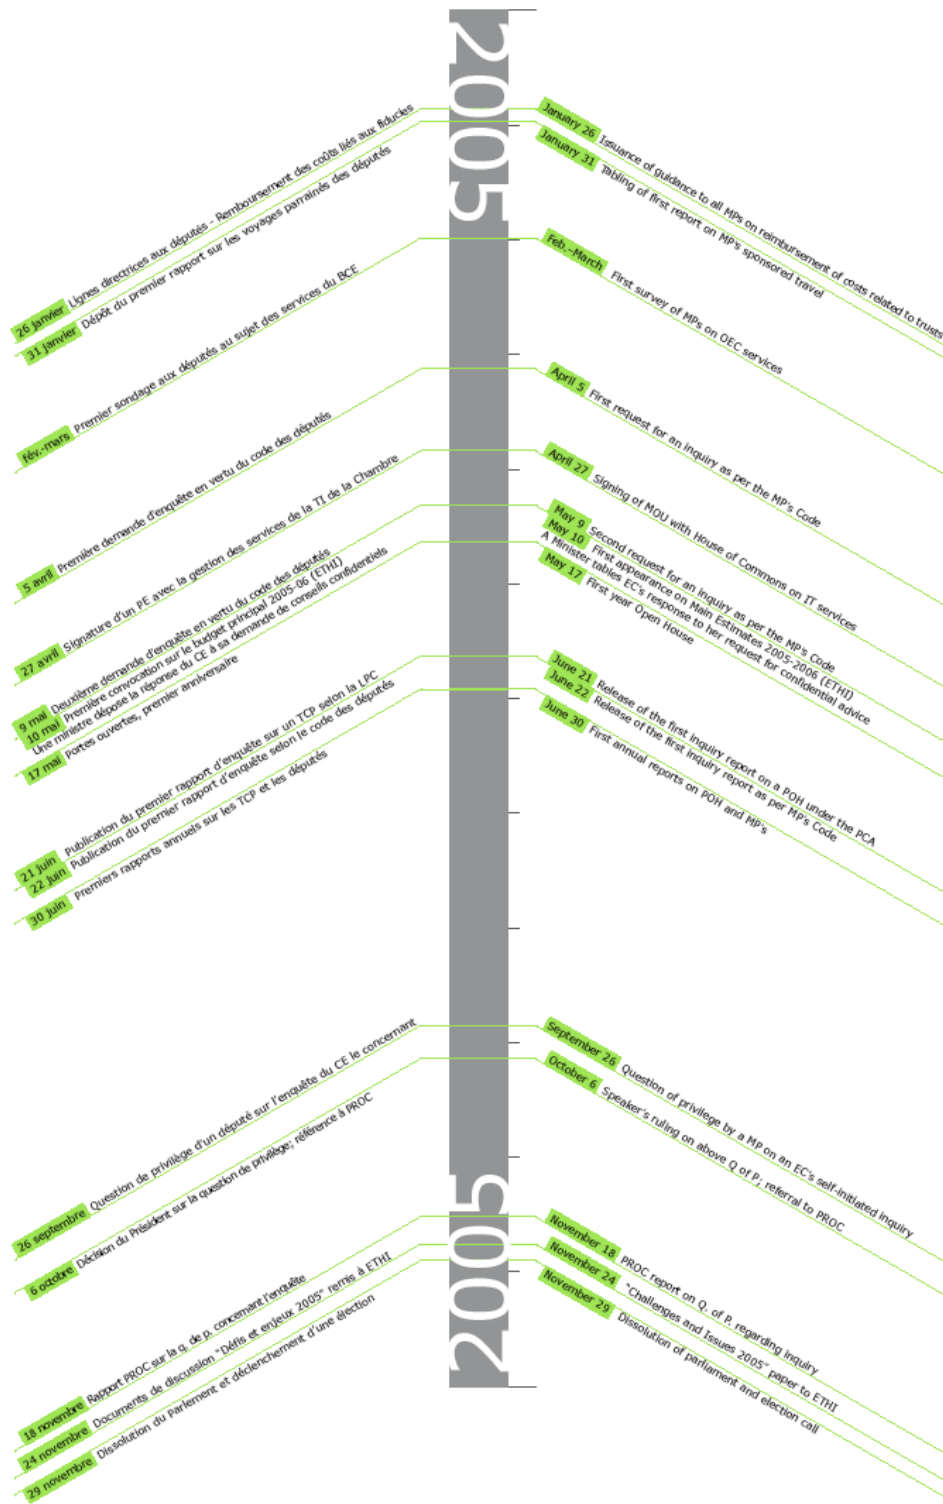 2005
26 janvier Lignes directrices aux députés - Remboursement des coûts liés aux fiducies
31 janvier Dépôt du premier rapport sur les voyages parrainés des députés
fév.-mars Premier sondage aux députés au sujet des services du BCE
5 avril Première demande d'enquête en vertu du code des députés
27 avril Signature d'un PE avec la gestion des services de la TI de la Chambre
9 mai Deuxième demande d'enquête en vertu du code des députés
10 mai Première convocation sur le budget principal 2005-06 (ETHI)
Une ministre dépose la réponse du CE à sa demande de conseils confidentiels
17 mai Portes ouvertes, premier anniversaire
21 juin Publication du premier rapport d'enquête sur un TCP selon la LPC
22 juin Publication du premier rapport d'enquête selon le code des députés
30 juin Premiers rapports annuels sur les TCP et les députés
26 septembre Question de privilège d'un député sur l'enquête du CE le concernant
6 octobre Décision du Président sur la question de privilège; référence à PROC
18 novembre Rapport PROC sur la q. de p. concernant l'enquête
24 novembre Documents de discussion "Défis et enjeux 2005" remis à ETHI
29 novembre Dissolution du Parlement et déclenchement d'une élection
January 26 Issuance of guidance to all MPs on reimbursement of costs related to trusts
January 31 Tabling of first report on MP's sponsored travel
Feb.-March First survey of MPs on OEC services
April 5 First request for an inquiry as per the MP's Code
April 27 Signing of MOU with House of Commons on IT services
May 9 Second request for an inquiry as per the MP's Code
May 10 First appearance on Main Estimates 2005-2006 (ETHI)
A Minister tables EC's response to her request for confidential advice
May 17 First year Open House
June 21 Release of the first inquiry report on a POH under the PCA
June 22 Release of the first inquiry report as per MP's Code
June 30 First annual reports on POH and MP's
September 26 Question of privilege by a MP on an EC's self-initiated inquiry
October 6 Speaker's ruling on above Q of P; referral to PROC
November 18 PROC report on Q. of P. regarding inquiry
November 24 "Challenges and Issues 2005" paper to ETHI
November 29 Dissolution of parliament and election call
2005